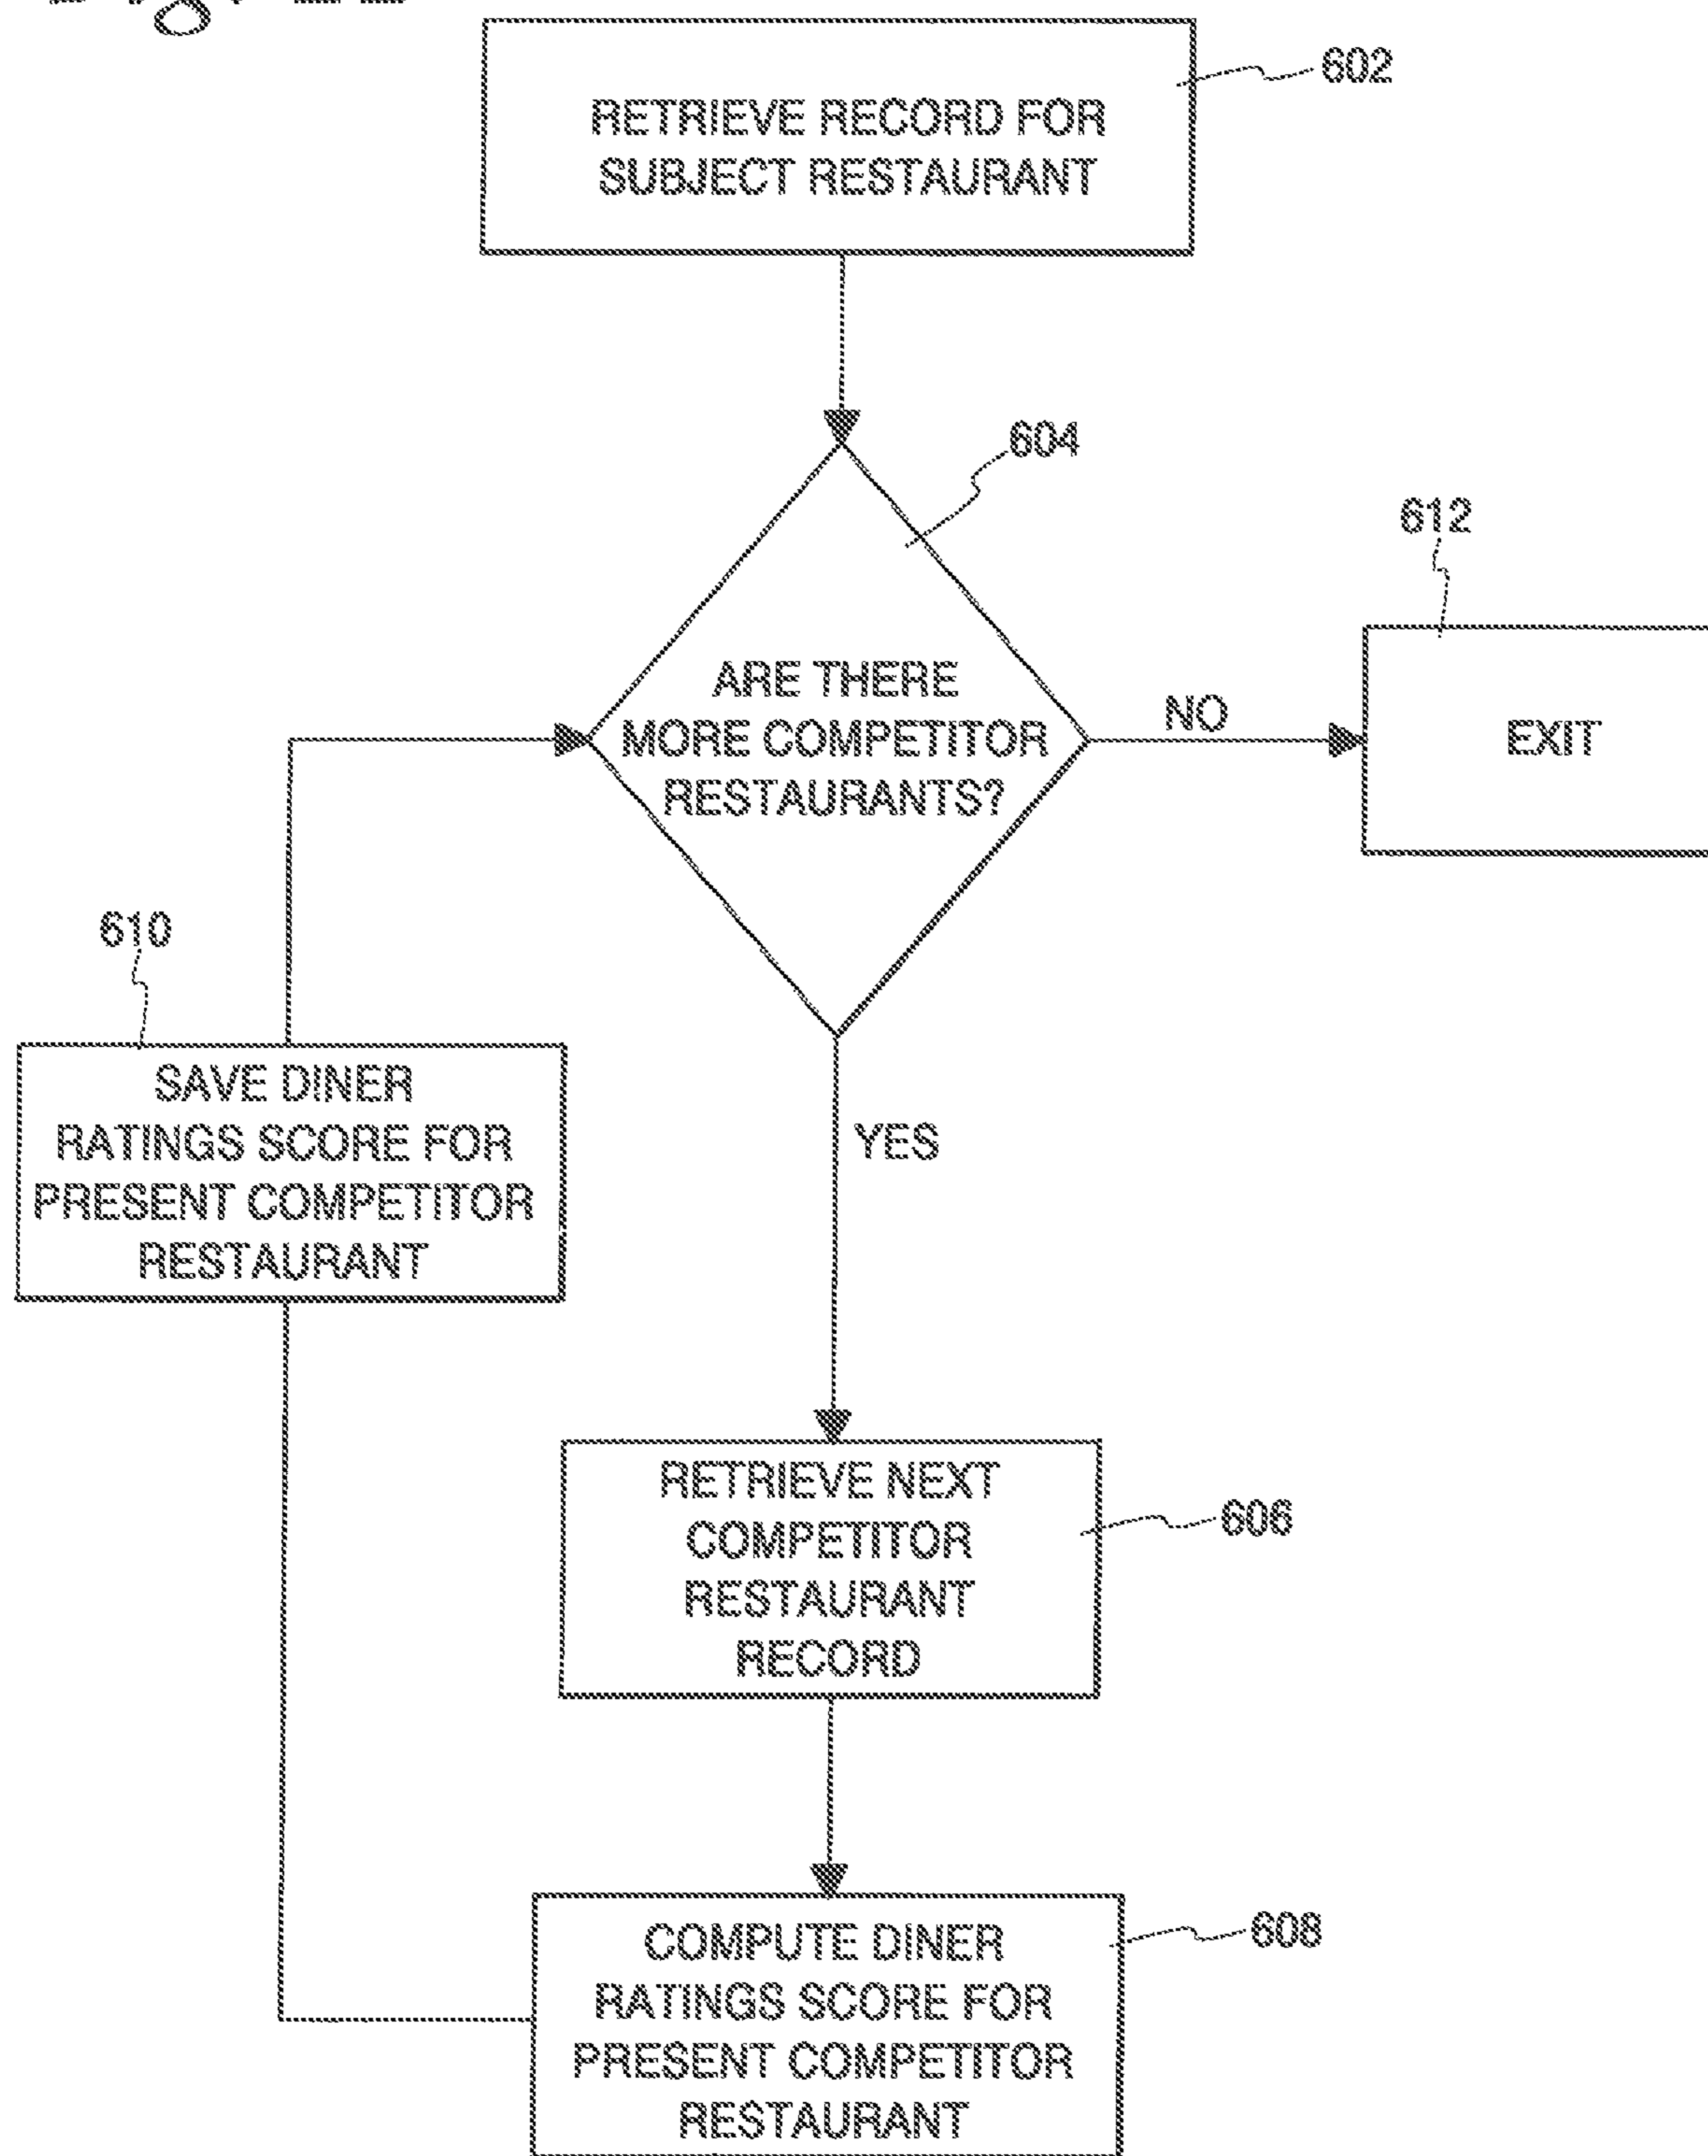 602
RETRIEVE RECORD FOR
SUBJECT RESTAURANT
604
612
ARE THERE
MORE COMPETITOR
RESTAURANTS?
NO
EXIT
610
SAVE DINER
RATINGS SCORE FOR
PRESENT COMPETITOR
RESTAURANT
YES
RETRIEVE NEXT
COMPETITOR
RESTAURANT
RECORD
606
COMPUTE DINER
RATINGS SCORE FOR
PRESENT COMPETITOR
RESTAURANT
608